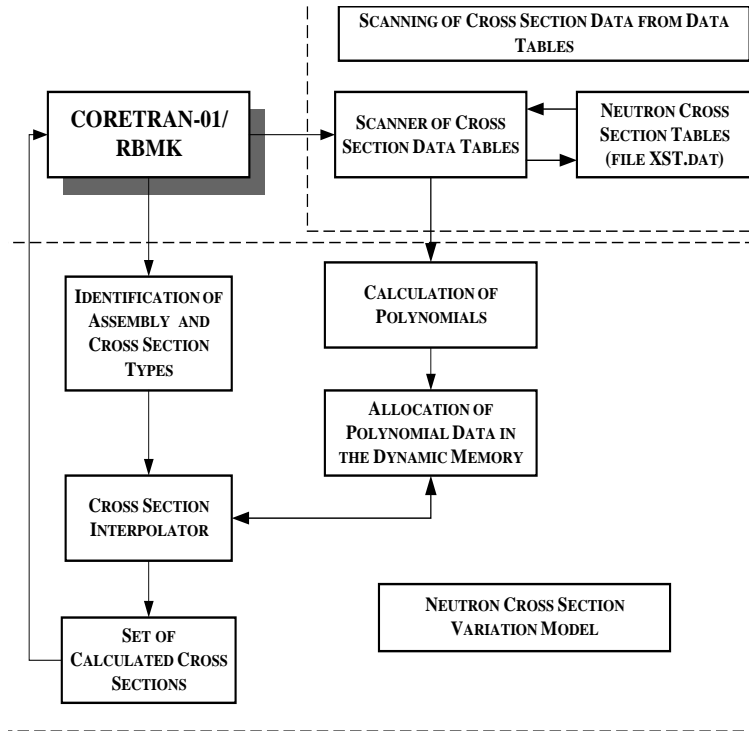 SCANNING OF CROSS SECTION DATA FROM DATA
TABLES
CORETRAN-01/
RBMK
SCANNER OF CROSS
SECTION DATA TABLES
NEUTRON CROSS
SECTION TABLES
(FILE XST.DAT)
IDENTIFICATION OF
ASSEMBLY AND
CROSS SECTION
TYPES
CALCULATION OF
POLYNOMIALS
ALLOCATION OF
POLYNOMIAL DATA IN
THE DYNAMIC MEMORY
CROSS SECTION
INTERPOLATOR
NEUTRON CROSS SECTION
VARIATION MODEL
SET OF
CALCULATED CROSS
SECTIONS